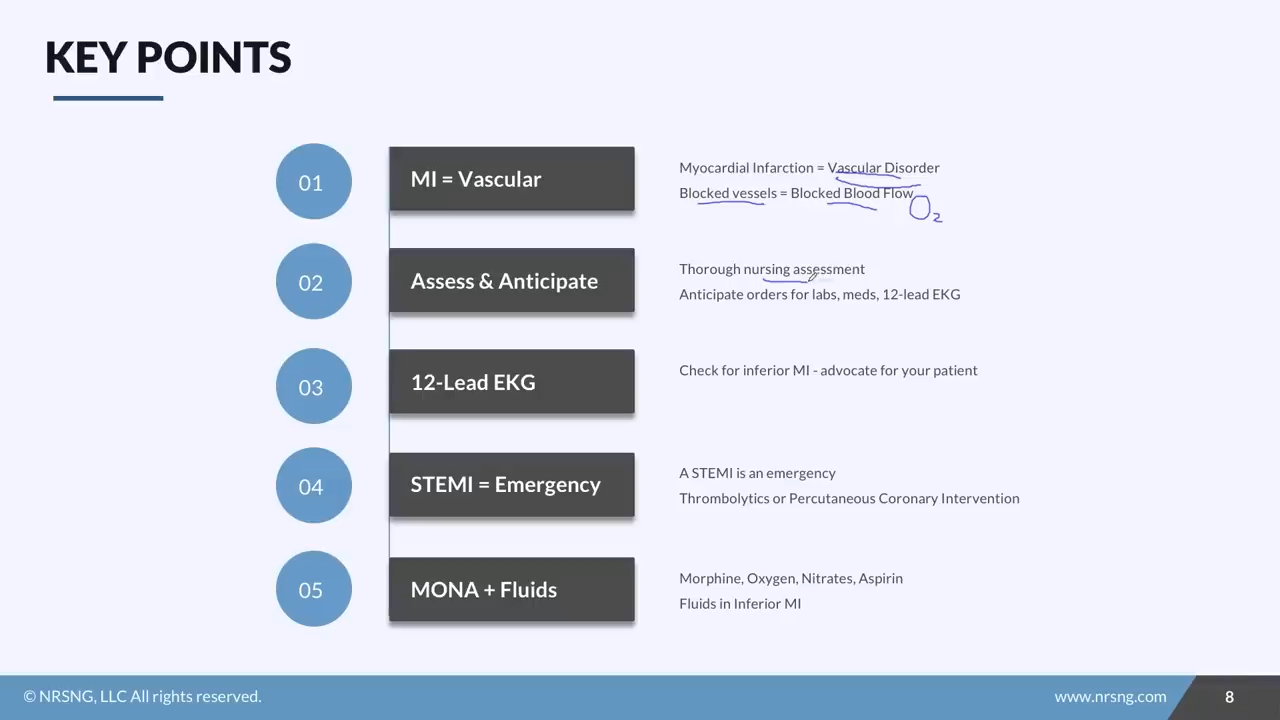 KEY POINTS
01
MI = Vascular
Myocardial Infarction = Vascular Disorder
Blocked vessels = Blocked Blood Flow
O2
02
Assess & Anticipate
Thorough nursing assessment
Anticipate orders for labs, meds, 12-lead EKG
03
12-Lead EKG
Check for inferior MI - advocate for your patient
04
STEMI = Emergency
A STEMI is an emergency
Thrombolytics or Percutaneous Coronary Intervention
05
MONA + Fluids
Morphine, Oxygen, Nitrates, Aspirin
Fluids in Inferior MI
© NRSNG, LLC All rights reserved.
www.nrsng.com
8